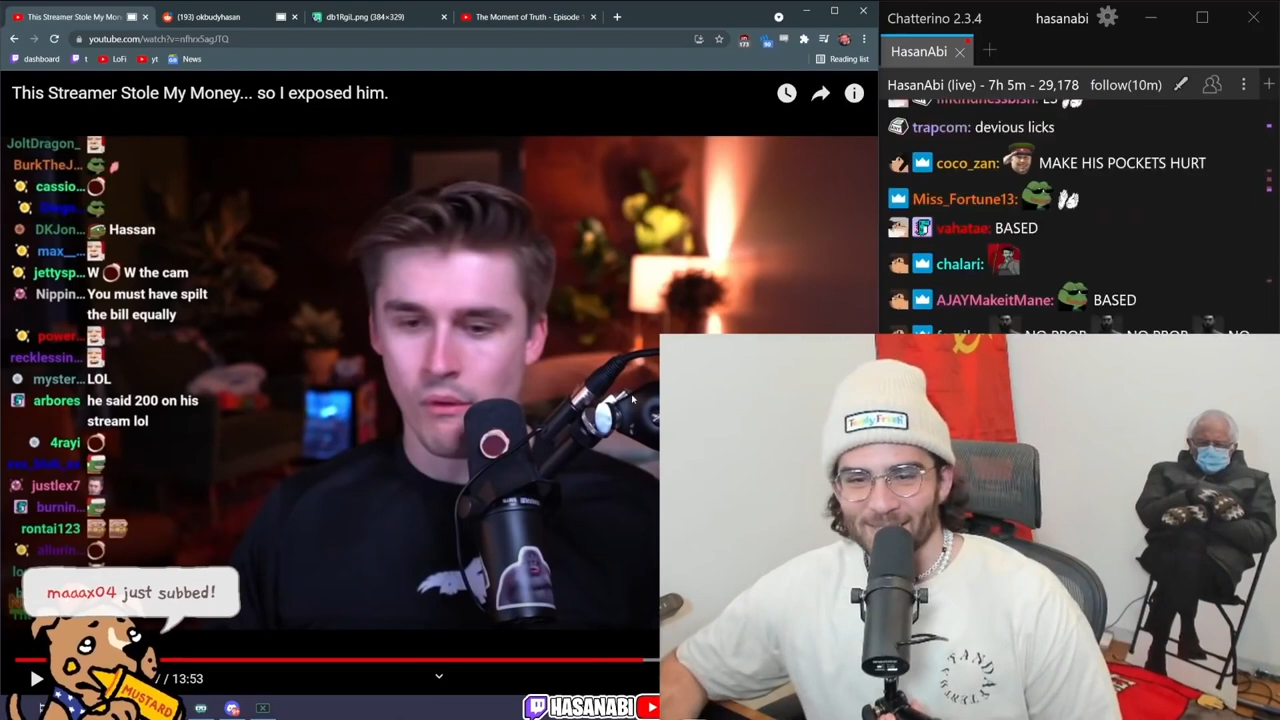 This Streamer Stole My Mon
(193) okbudyhasan
db1RgiL.png (384×329)
The Moment of Truth - Episode
youtube.com/watch?v=nfhrx5agJTQ
dashboard
t
LoFi
yt
News
Reading list
This Streamer Stole My Money... so I exposed him.
JoltDragon_
BurkTheJ...
cassio...
DKJon... Hassan
max__...
jettysp... W W the cam
Nippin... You must have spilt
the bill equally
power...
recklessin...
myster... LOL
arbores he said 200 on his
stream lol
4rayi
justlex7
burnin...
rontai123
allurin...
maaax04 just subbed!
MUSTARD
/ 13:53
HASANABI
Chatterino 2.3.4
hasanabi
HasanAbi
HasanAbi (live) - 7h 5m - 29,178 follow(10m)
trapcom: devious licks
coco_zan: MAKE HIS POCKETS HURT
Miss_Fortune13:
vahatae: BASED
chalari:
AJAYMakeitMane: BASED